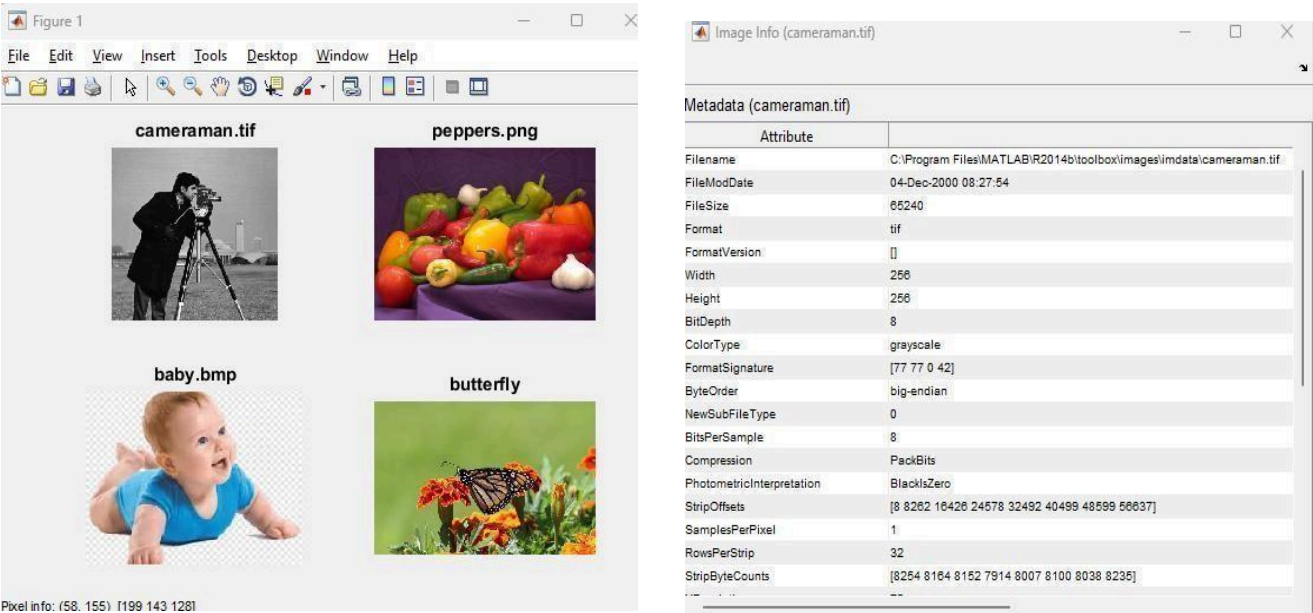 Figure 1
File Edit View Insert Tools Desktop Window Help
cameraman.tif
peppers.png
baby.bmp
butterfly
Pixel info: (58, 155) [199 143 128]
Image Info (cameraman.tif)
Metadata (cameraman.tif)
Attribute
Filename C:\Program Files\MATLAB\R2014b\toolbox\images\imdata\cameraman.tif
FileModDate 04-Dec-2000 08:27:54
FileSize 65240
Format tif
FormatVersion []
Width 256
Height 256
BitDepth 8
ColorType grayscale
FormatSignature [77 77 0 42]
ByteOrder big-endian
NewSubFileType 0
BitsPerSample 8
Compression PackBits
PhotometricInterpretation BlackIsZero
StripOffsets [8 8262 16426 24578 32492 40499 48599 56637]
SamplesPerPixel 1
RowsPerStrip 32
StripByteCounts [8254 8164 8152 7914 8007 8100 8038 8235]